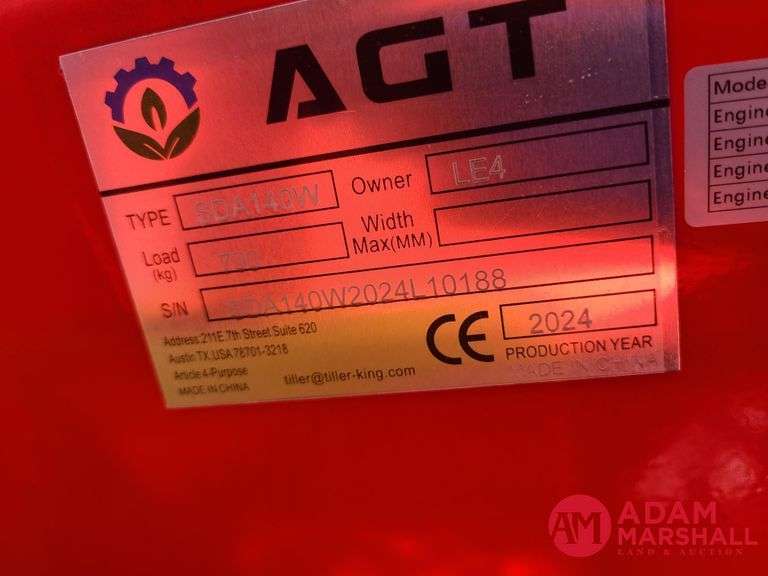 AGT
TYPE SDA140W Owner LE4
Load (kg) Width Max(MM)
S/N SDA140W2024L10188
Address:211E.7th Street.Suite 620
Austin TX.USA 78701-3218
Article 4-Purpose
MADE IN CHINA
tiller@tiller-king.com
CE
2024
PRODUCTION YEAR
MADE IN CHINA
Mode
Engine
Engine
Engine
Engine
AM
ADAM
MARSHALL
LAND & AUCTION